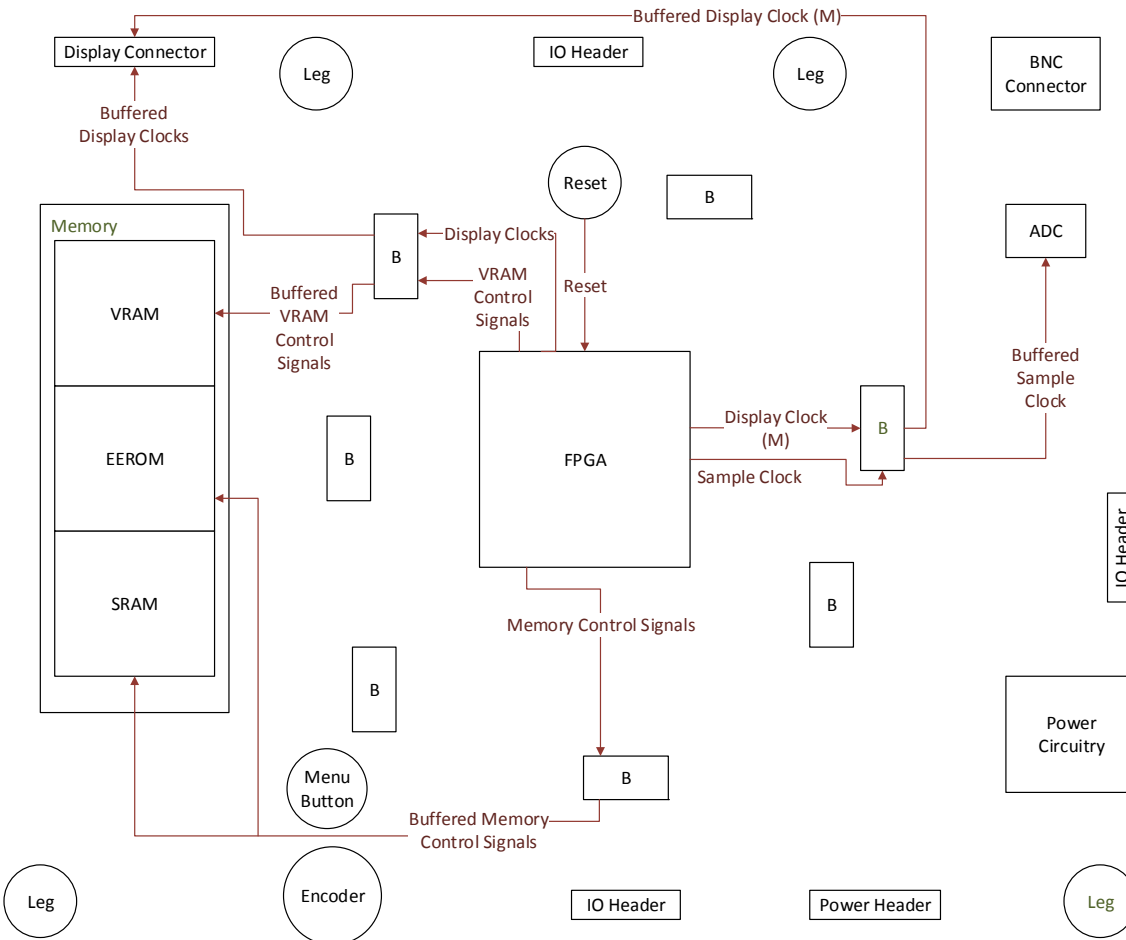 Buffered Display Clock (M)
Display Connector
Leg
IO Header
Leg
BNC
Connector
Buffered
Display Clocks
Reset
B
Memory
B
Display Clocks
ADC
VRAM
Buffered
VRAM
Control
Signals
VRAM
Control
Signals
Reset
Buffered
Sample
Clock
EEROM
B
FPGA
Display Clock
(M)
B
Sample Clock
IO Header
SRAM
B
Memory Control Signals
B
Power
Circuitry
Menu
Button
B
Buffered Memory
Control Signals
Leg
Encoder
IO Header
Power Header
Leg